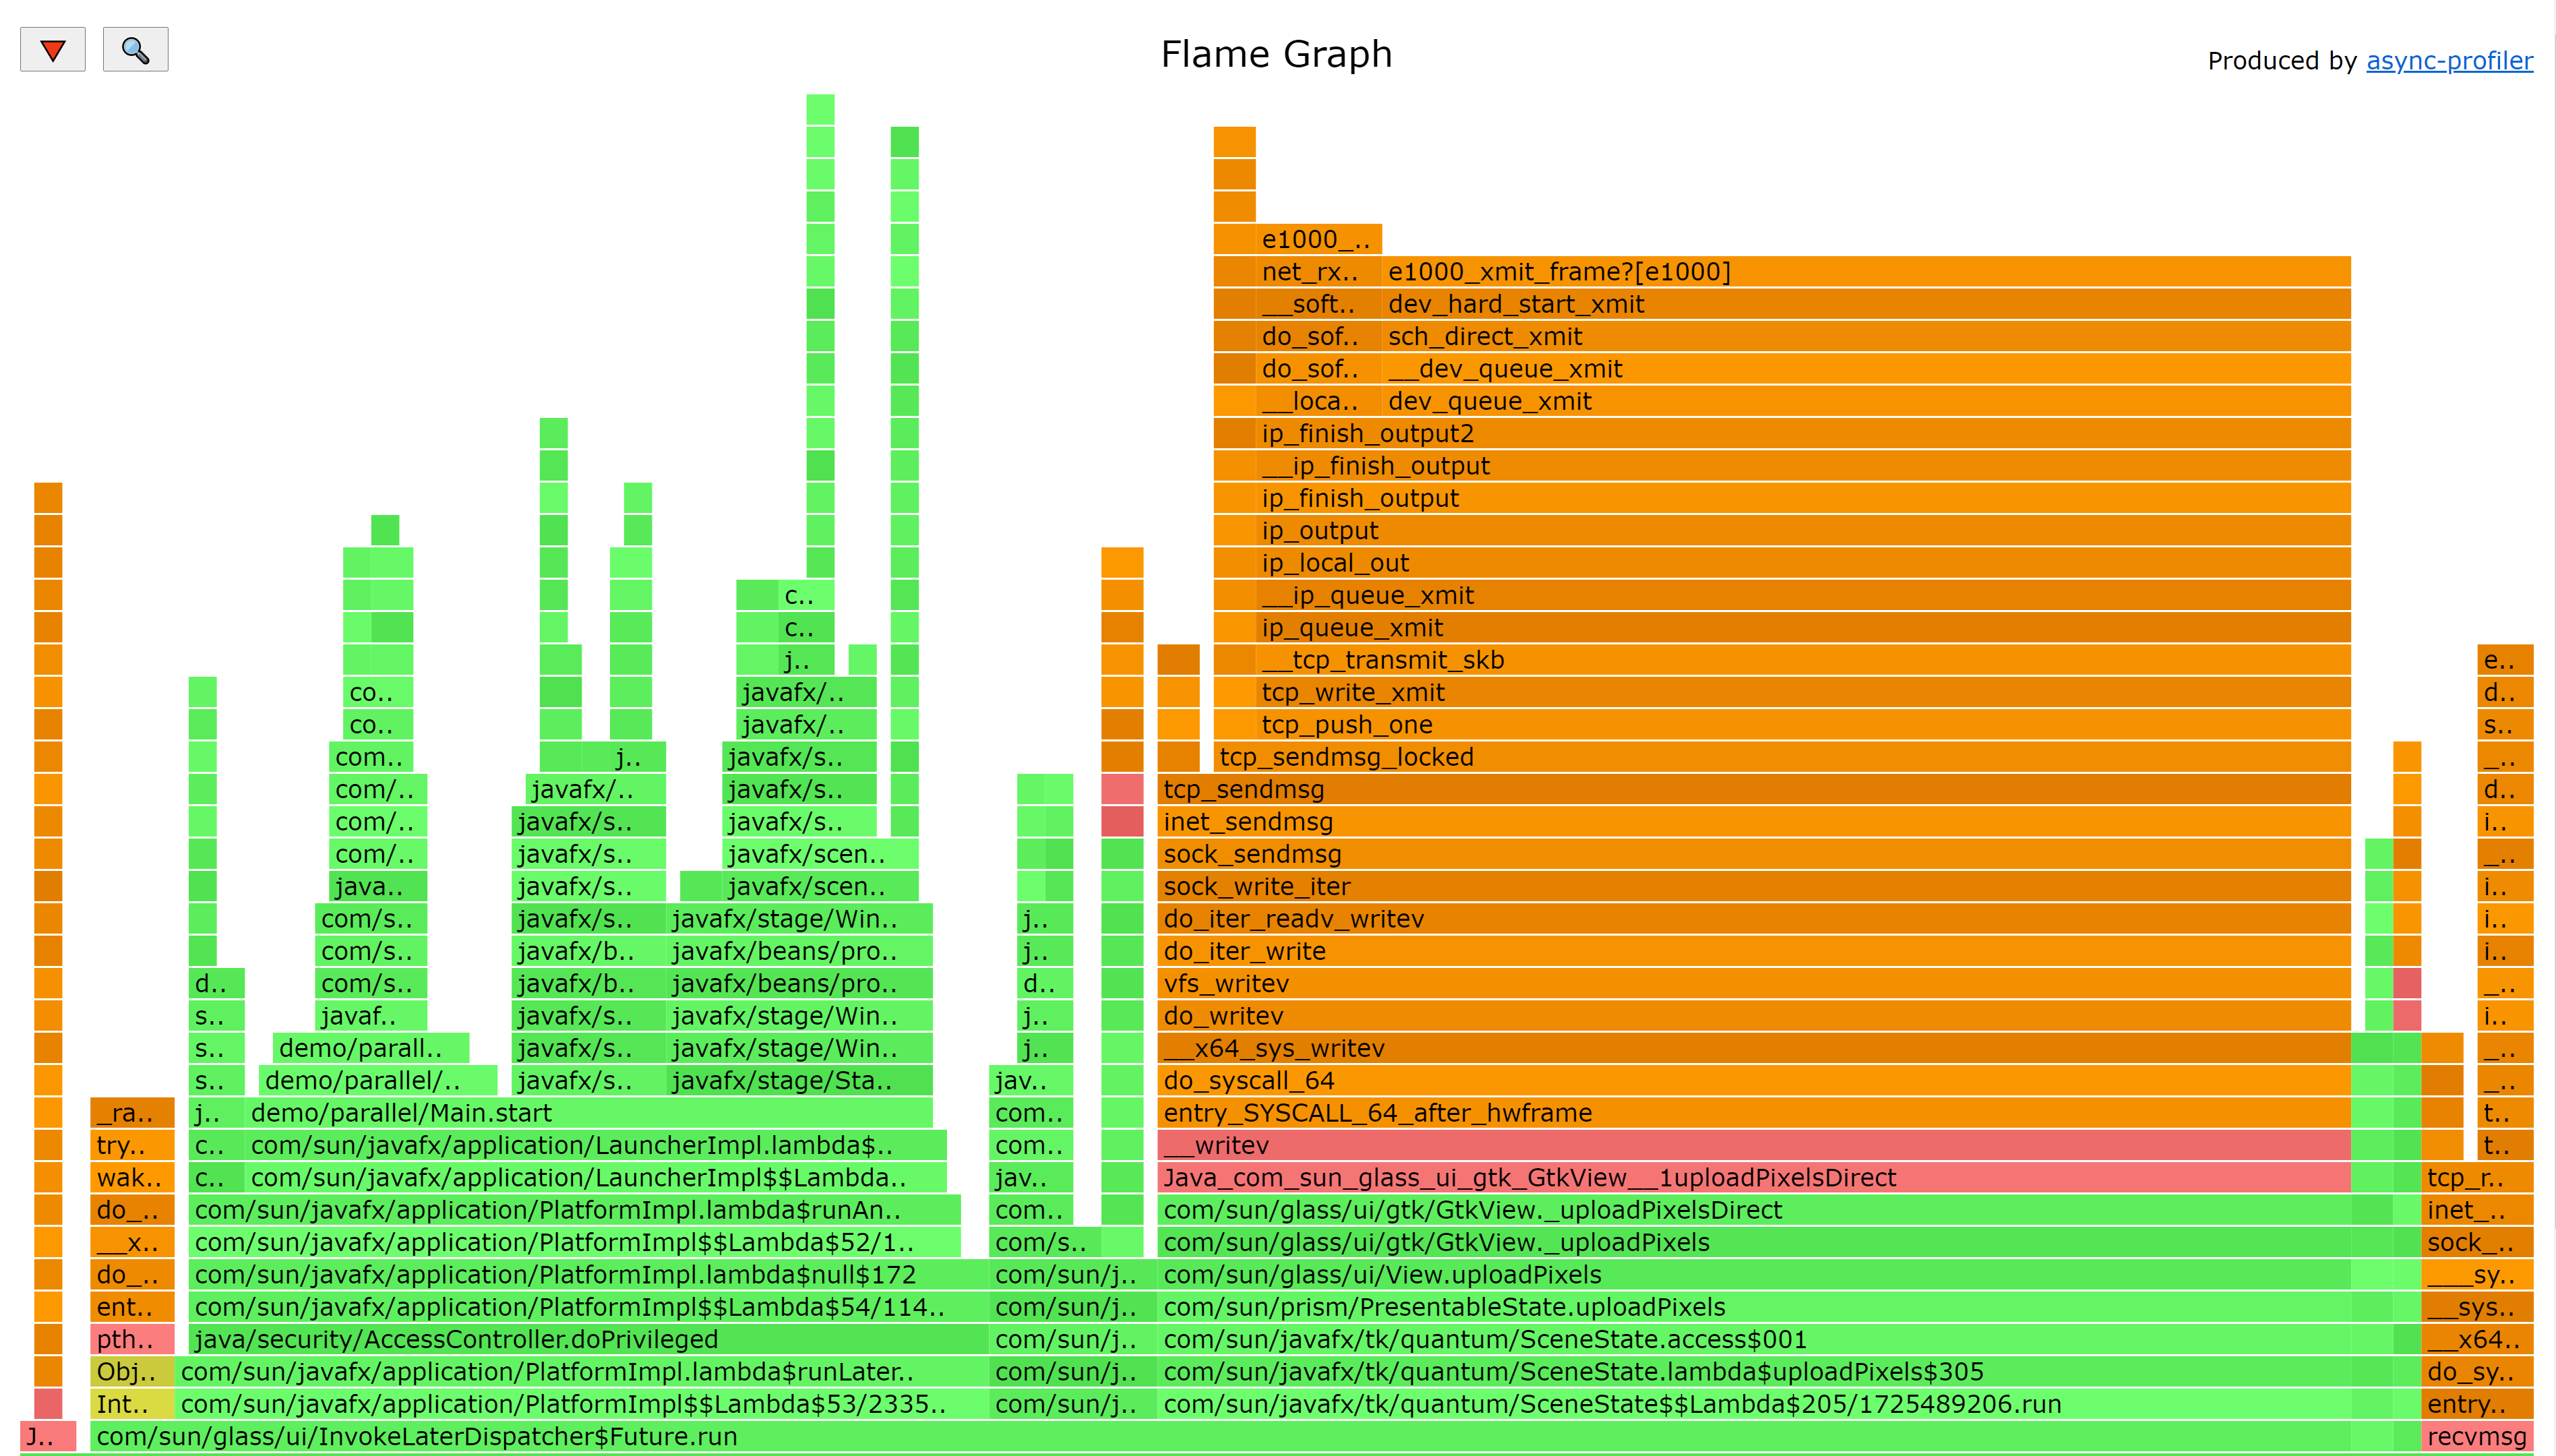 Flame Graph
Produced by async-profiler
e1000_..
net_rx.. e1000_xmit_frame?[e1000]
__soft.. dev_hard_start_xmit
do_sof.. sch_direct_xmit
do_sof.. __dev_queue_xmit
__loca.. dev_queue_xmit
ip_finish_output2
__ip_finish_output
ip_finish_output
ip_output
ip_local_out
c.. __ip_queue_xmit
c.. ip_queue_xmit
j.. __tcp_transmit_skb e..
co.. javafx/.. tcp_write_xmit d..
co.. javafx/.. tcp_push_one s..
com.. j.. javafx/s.. tcp_sendmsg_locked _..
com/.. javafx/.. javafx/s.. tcp_sendmsg d..
com/.. javafx/s.. javafx/s.. inet_sendmsg i..
com/.. javafx/s.. javafx/scen.. sock_sendmsg _..
java.. javafx/s.. javafx/scen.. sock_write_iter i..
com/s.. javafx/s.. javafx/stage/Win.. j.. do_iter_readv_writev i..
com/s.. javafx/b.. javafx/beans/pro.. j.. do_iter_write i..
d.. com/s.. javafx/b.. javafx/beans/pro.. d.. vfs_writev _..
s.. javaf.. javafx/s.. javafx/stage/Win.. j.. do_writev i..
s.. demo/parall.. javafx/s.. javafx/stage/Win.. j.. __x64_sys_writev _..
s.. demo/parallel/.. javafx/s.. javafx/stage/Sta.. jav.. do_syscall_64 _..
_ra.. j.. demo/parallel/Main.start com.. entry_SYSCALL_64_after_hwframe t..
try.. c.. com/sun/javafx/application/LauncherImpl.lambda$.. com.. __writev t..
wak.. c.. com/sun/javafx/application/LauncherImpl$$Lambda.. jav.. Java_com_sun_glass_ui_gtk_GtkView__1uploadPixelsDirect tcp_r..
do_.. com/sun/javafx/application/PlatformImpl.lambda$runAn.. com.. com/sun/glass/ui/gtk/GtkView._uploadPixelsDirect inet_..
__x.. com/sun/javafx/application/PlatformImpl$$Lambda$52/1.. com/s.. com/sun/glass/ui/gtk/GtkView._uploadPixels sock_..
do_.. com/sun/javafx/application/PlatformImpl.lambda$null$172 com/sun/j.. com/sun/glass/ui/View.uploadPixels ___sy..
ent.. com/sun/javafx/application/PlatformImpl$$Lambda$54/114.. com/sun/j.. com/sun/prism/PresentableState.uploadPixels __sys..
pth.. java/security/AccessController.doPrivileged com/sun/j.. com/sun/javafx/tk/quantum/SceneState.access$001 __x64..
Obj.. com/sun/javafx/application/PlatformImpl.lambda$runLater.. com/sun/j.. com/sun/javafx/tk/quantum/SceneState.lambda$uploadPixels$305 do_sy..
Int.. com/sun/javafx/application/PlatformImpl$$Lambda$53/2335.. com/sun/j.. com/sun/javafx/tk/quantum/SceneState$$Lambda$205/1725489206.run entry..
J.. com/sun/glass/ui/InvokeLaterDispatcher$Future.run recvmsg